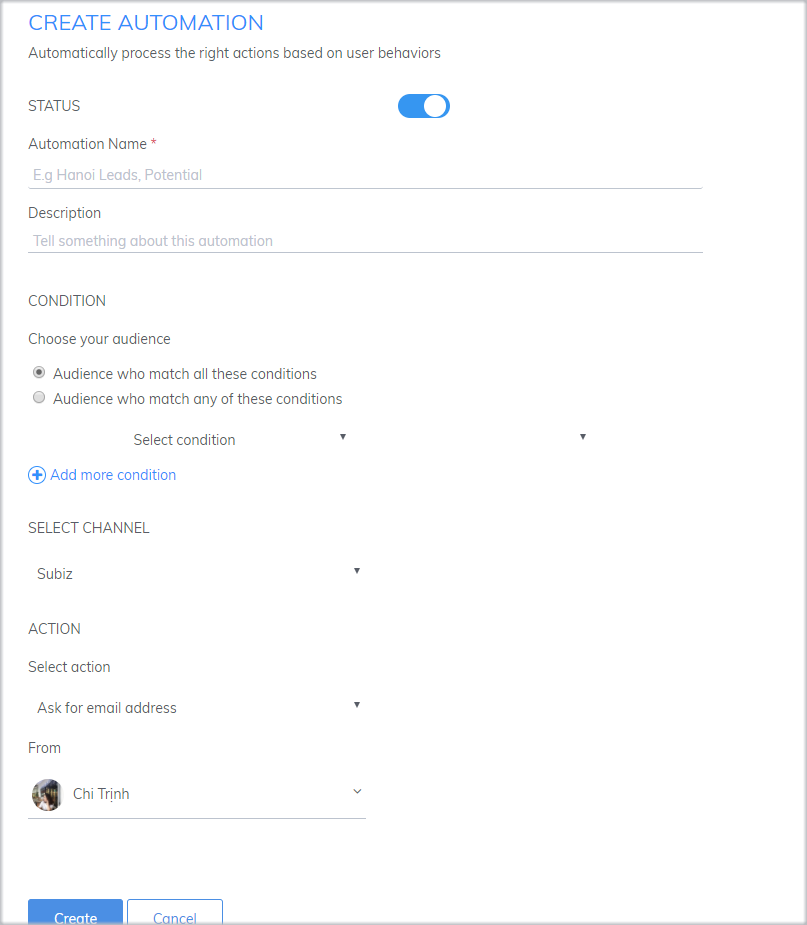 CREATE AUTOMATION
Automatically process the right actions based on user behaviors
STATUS
Automation Name *
E.g Hanoi Leads, Potential
Description
Tell something about this automation
CONDITION
Choose your audience
Audience who match all these conditions
Audience who match any of these conditions
Select condition
Add more condition
SELECT CHANNEL
Subiz
ACTION
Select action
Ask for email address
From
Chi Trịnh
Create Cancel